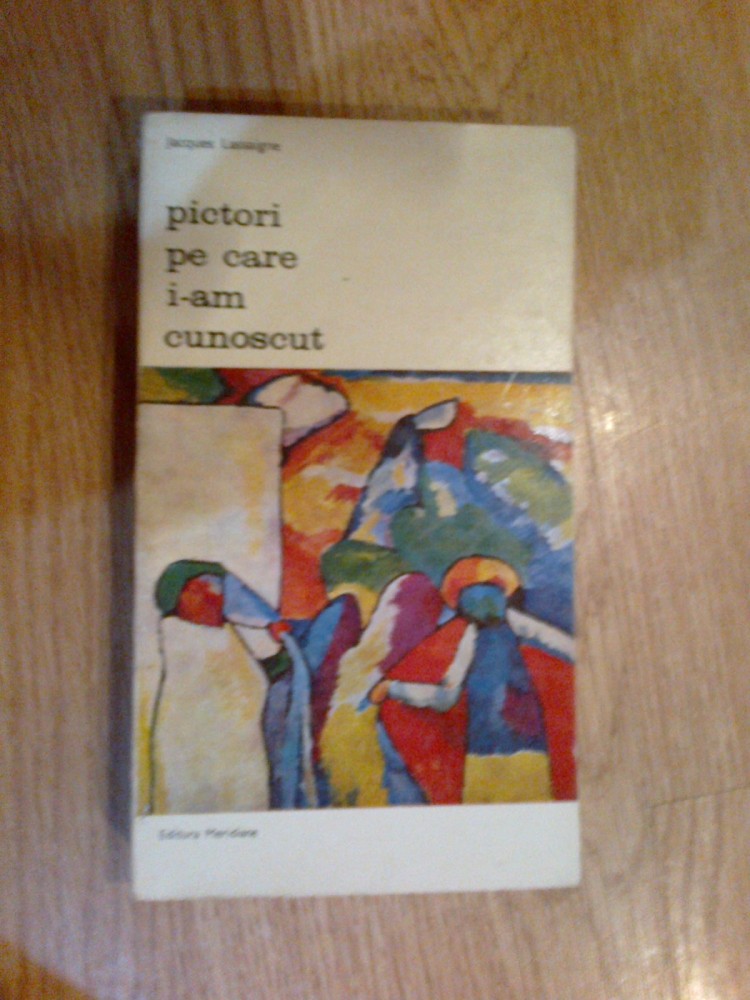 Jacques Lassaigne
pictori
pe care
i-am
cunoscut
Editura Meridiane